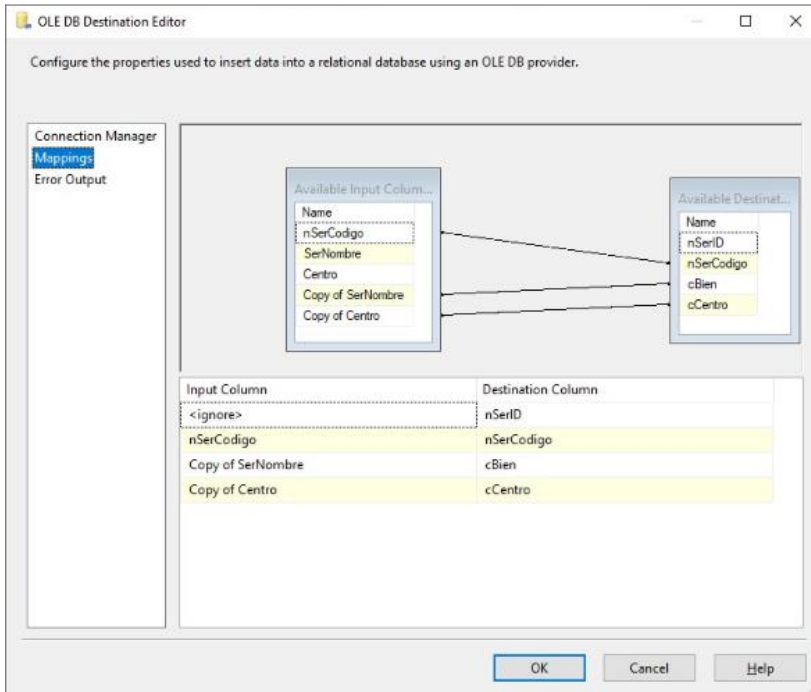 OLE DB Destination Editor
Configure the properties used to insert data into a relational database using an OLE DB provider.
Connection Manager
Mappings
Error Output
Available Input Colum...
Name
nSerCodigo
SerNombre
Centro
Copy of SerNombre
Copy of Centro
Available Destinat...
Name
nSerID
nSerCodigo
cBien
cCentro
Input Column Destination Column
<ignore> nSerID
nSerCodigo nSerCodigo
Copy of SerNombre cBien
Copy of Centro cCentro
OK Cancel Help